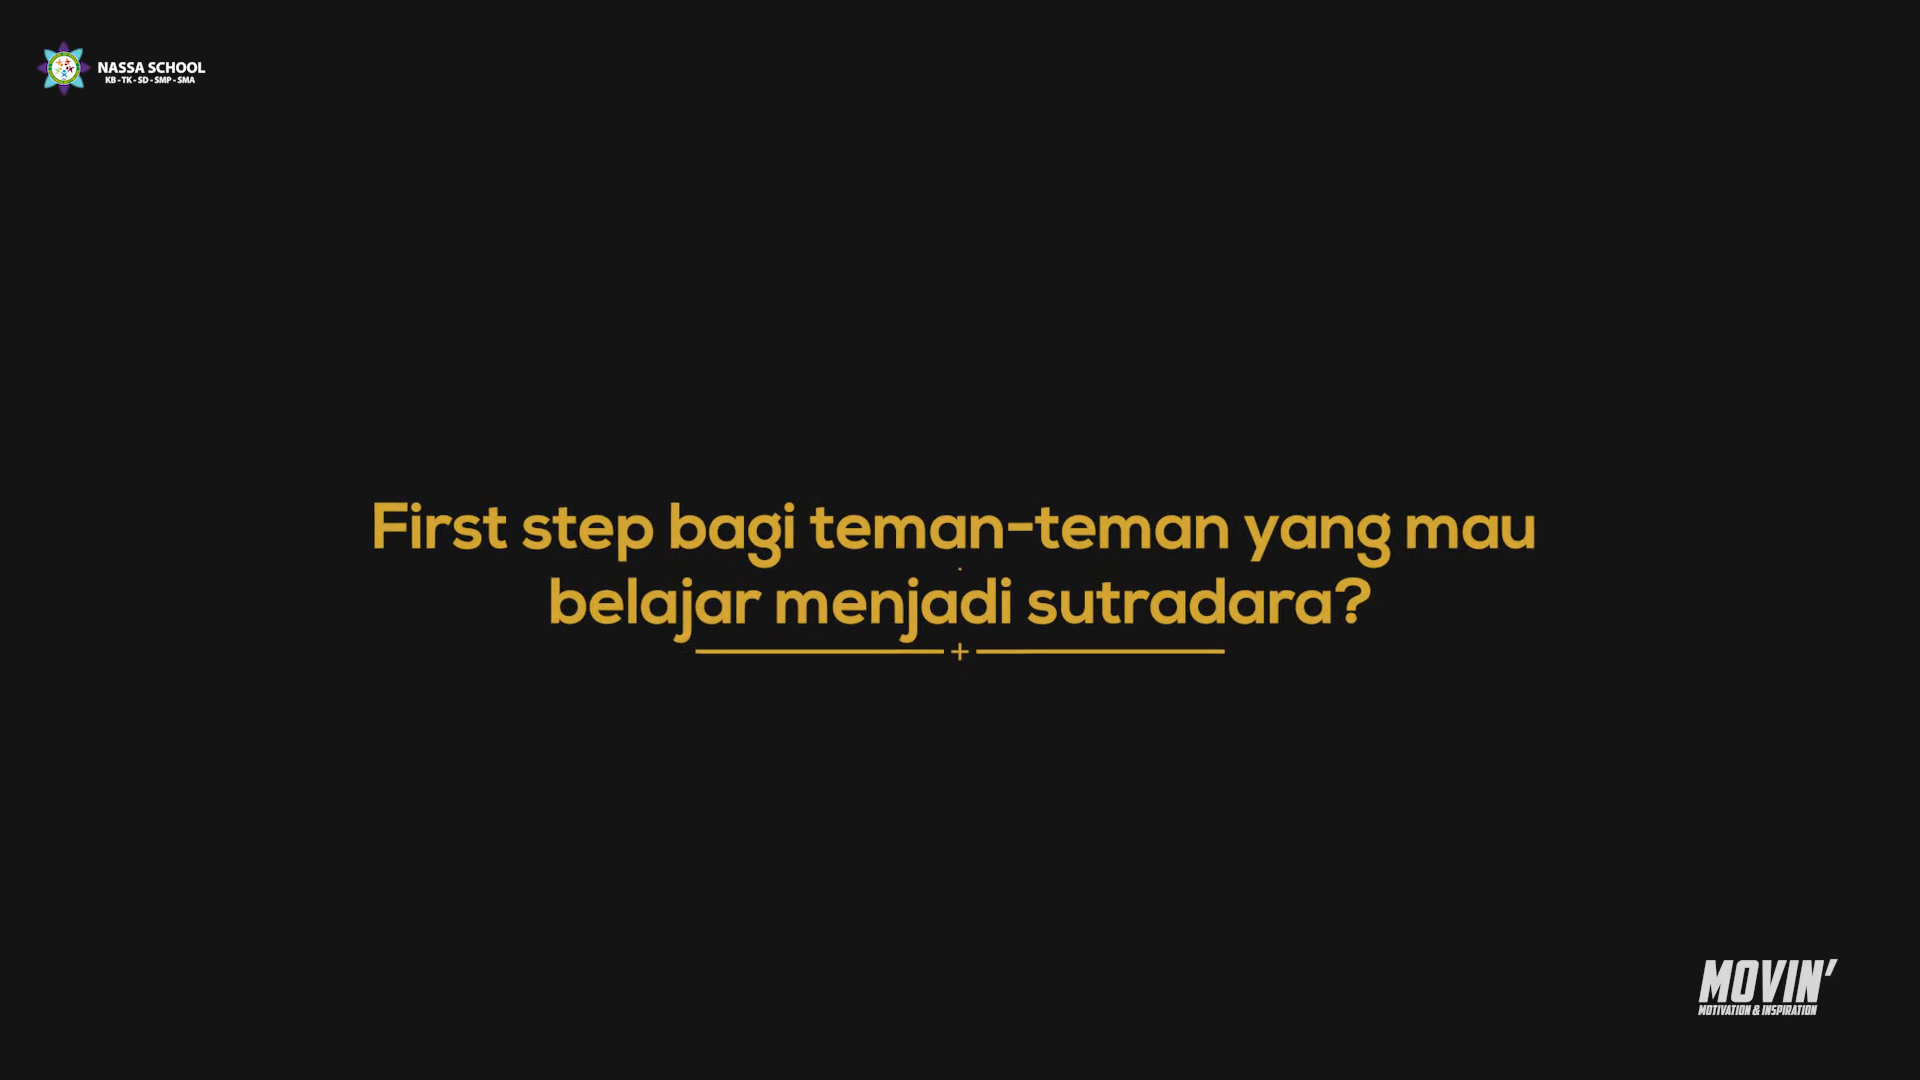 NASSA SCHOOL
KB - TK - SD - SMP - SMA
First step bagi teman-teman yang mau
belajar menjadi sutradara?
MOVIN'
MOTIVATION & INSPIRATION